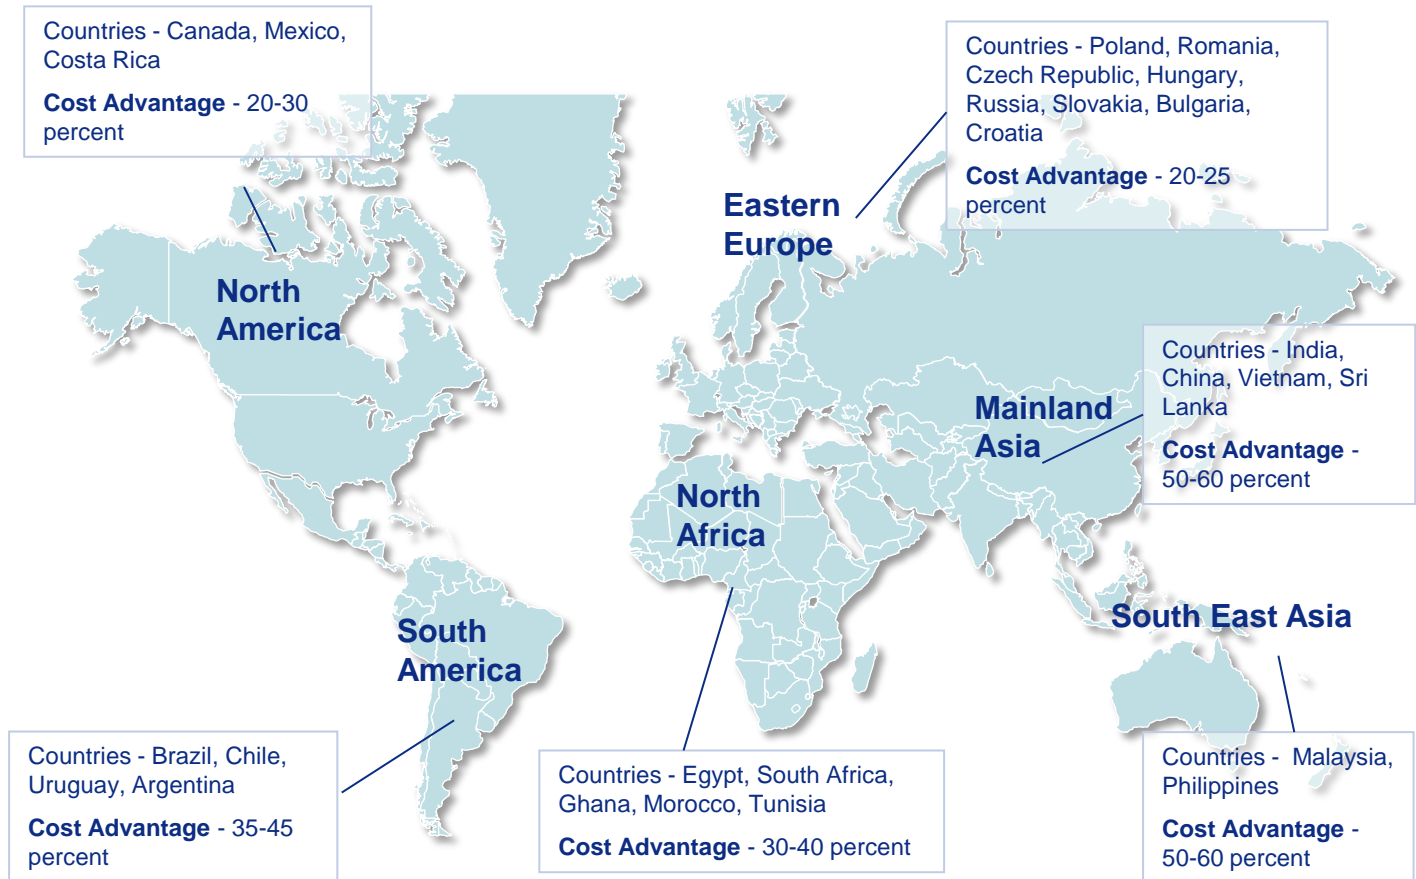 Countries - Canada, Mexico,
Costa Rica
Cost Advantage - 20-30
percent
Countries - Poland, Romania,
Czech Republic, Hungary,
Russia, Slovakia, Bulgaria,
Croatia
Cost Advantage - 20-25
percent
Eastern
Europe
North
America
Countries - India,
China, Vietnam, Sri
Lanka
Cost Advantage -
50-60 percent
Mainland
Asia
North
Africa
South East Asia
South
America
Countries - Brazil, Chile,
Uruguay, Argentina
Cost Advantage - 35-45
percent
Countries - Egypt, South Africa,
Ghana, Morocco, Tunisia
Cost Advantage - 30-40 percent
Countries - Malaysia,
Philippines
Cost Advantage -
50-60 percent